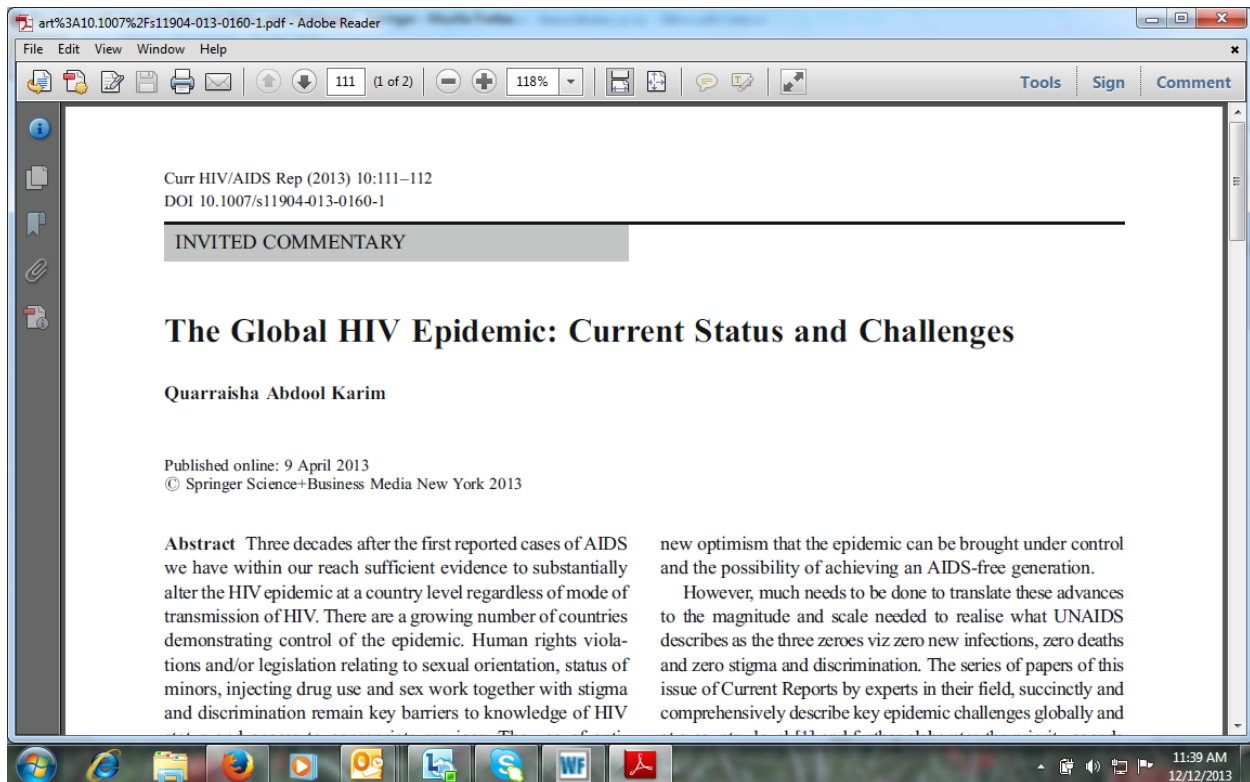 art%3A10.1007%2Fs11904-013-0160-1.pdf - Adobe Reader
File Edit View Window Help
111 (1 of 2) 118% Tools Sign Comment
Curr HIV/AIDS Rep (2013) 10:111–112
DOI 10.1007/s11904-013-0160-1
INVITED COMMENTARY
The Global HIV Epidemic: Current Status and Challenges
Quarraisha Abdool Karim
Published online: 9 April 2013
© Springer Science+Business Media New York 2013
Abstract Three decades after the first reported cases of AIDS
we have within our reach sufficient evidence to substantially
alter the HIV epidemic at a country level regardless of mode of
transmission of HIV. There are a growing number of countries
demonstrating control of the epidemic. Human rights viola-
tions and/or legislation relating to sexual orientation, status of
minors, injecting drug use and sex work together with stigma
and discrimination remain key barriers to knowledge of HIV
new optimism that the epidemic can be brought under control
and the possibility of achieving an AIDS-free generation.
However, much needs to be done to translate these advances
to the magnitude and scale needed to realise what UNAIDS
describes as the three zeroes viz zero new infections, zero deaths
and zero stigma and discrimination. The series of papers of this
issue of Current Reports by experts in their field, succinctly and
comprehensively describe key epidemic challenges globally and
WF
11:39 AM
12/12/2013